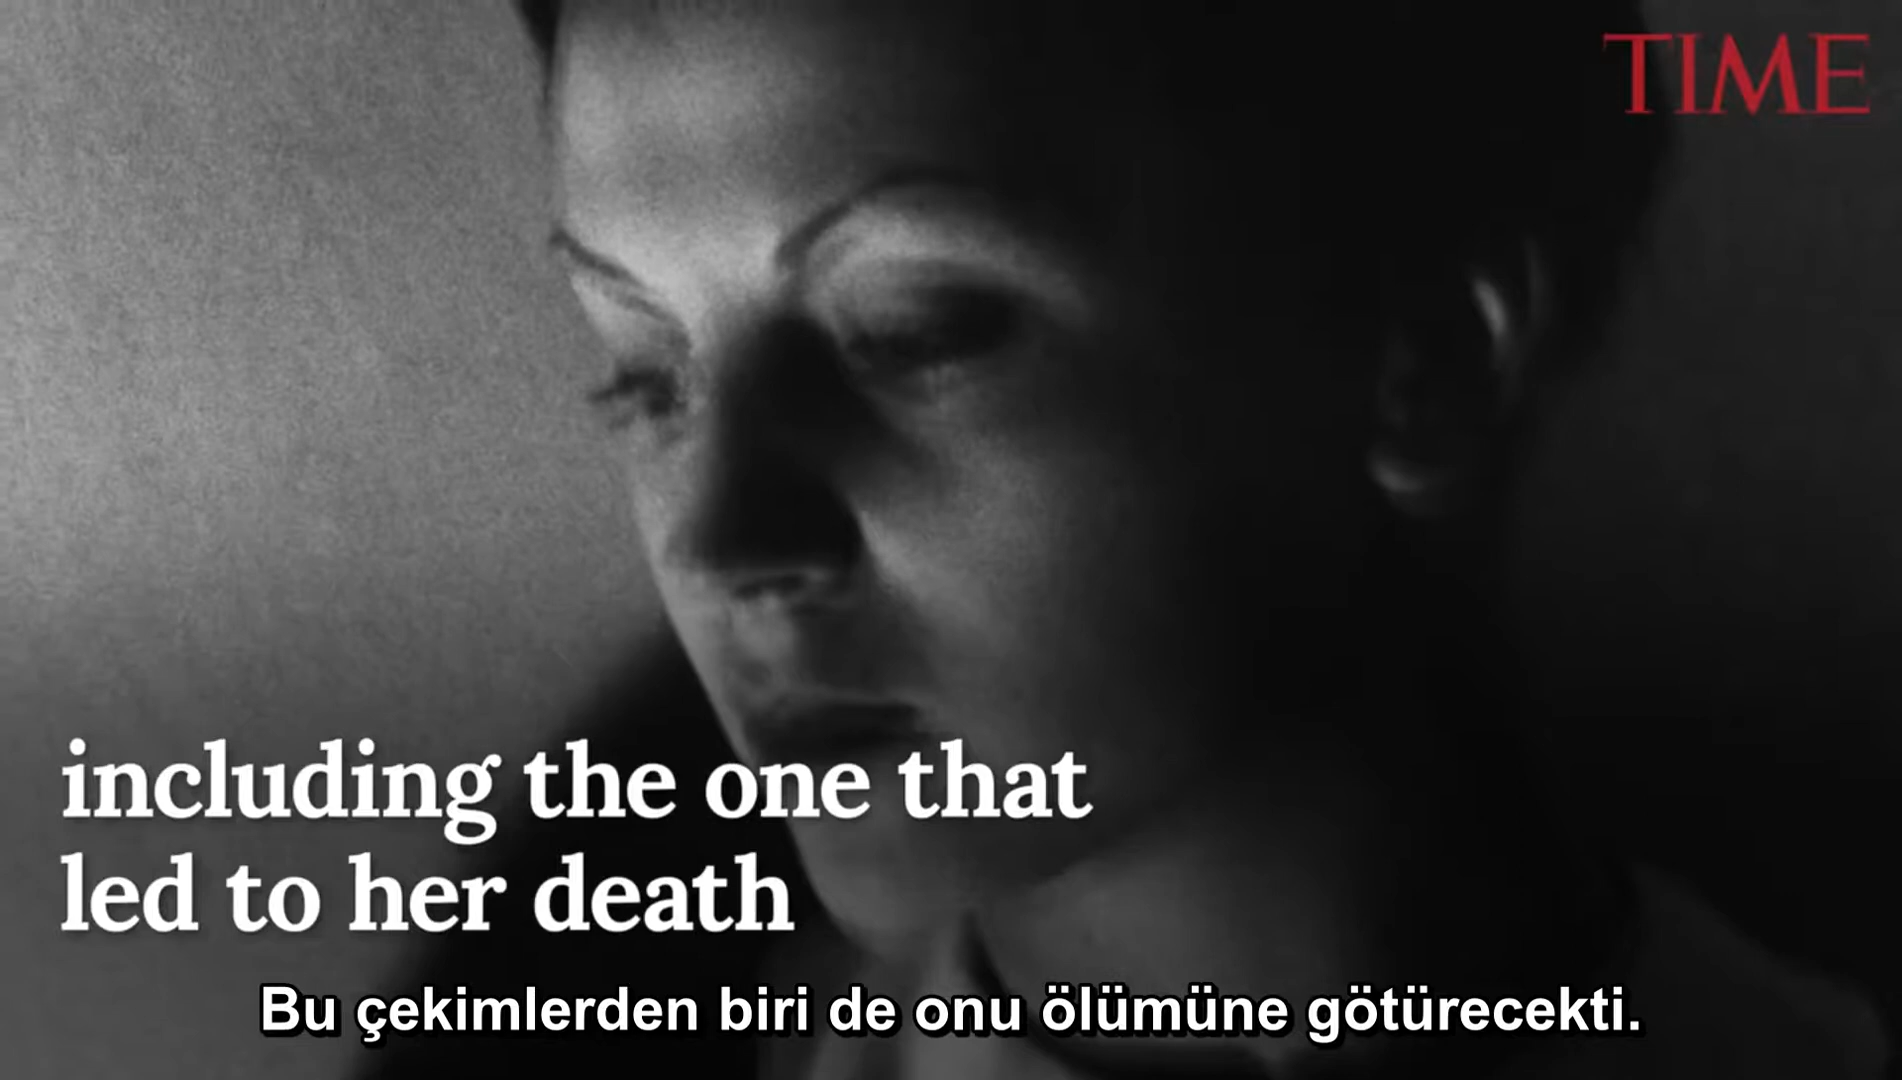 TIME
including the one that
led to her death
Bu çekimlerden biri de onu ölümüne götürecekti.